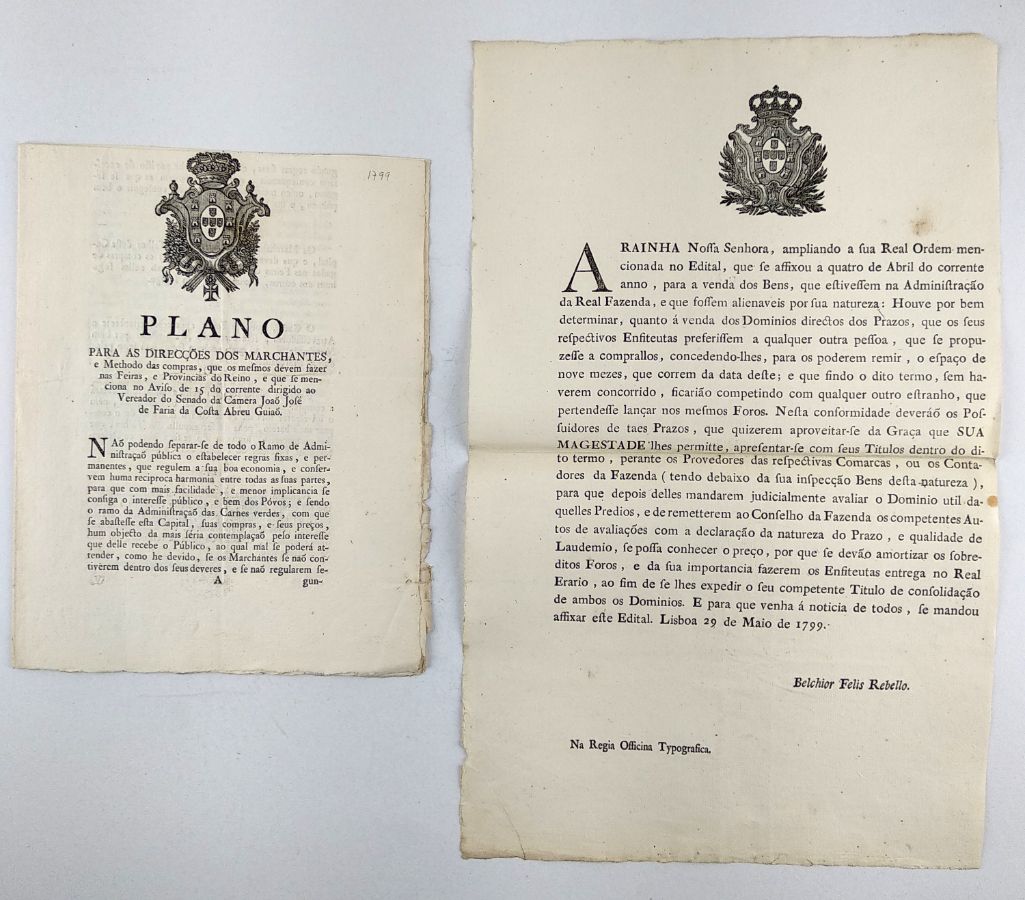 1799
PLANO
PARA AS DIRECÇÕES DOS MARCHANTES,
e Methodo das compras, que os mesmos devem fazer
nas Feiras, e Provincias do Reino, e que se men-
ciona no Aviso de 15 do corrente dirigido ao
Vereador do Senado da Camera Joaõ José
de Faria da Costa Abreu Guiaõ.
NAõ podendo separar-se de todo o Ramo de Admi-
nistraçaõ pública o estabelecer regras fixas, e per-
manentes, que regulem a sua boa economia, e conser-
vem huma reciproca harmonia entre todas as suas partes,
para que com mais facilidade, e menor implicancia se
consiga o interesse público, e bem dos Póvos; e sendo
o ramo da Administraçaõ das Carnes verdes, com que
se abastesse esta Capital, suas compras, e seus preços,
hum objecto da mais séria contemplaçaõ pelo interesse
que delle recebe o Público, ao qual mal se poderá at-
tender, como he devido, se os Marchantes se naõ con-
tiverem dentro dos seus deveres, e se naõ regularem se-
A gun-
A RAINHA Nossa Senhora, ampliando a sua Real Ordem men-
cionada no Edital, que se affixou a quatro de Abril do corrente
anno, para a venda dos Bens, que estivessem na Administração
da Real Fazenda, e que fossem alienaveis por sua natureza: Houve por bem
determinar, quanto á venda dos Dominios directos dos Prazos, que os seus
respectivos Enfiteutas preferissem a qualquer outra pessoa, que se propu-
zesse a comprallos, concedendo-lhes, para os poderem remir, o espaço de
nove mezes, que correm da data deste; e que findo o dito termo, sem ha-
verem concorrido, ficarião competindo com qualquer outro estranho, que
pertendesse lançar nos mesmos Foros. Nesta conformidade deveráõ os Pos-
suidores de taes Prazos, que quizerem aproveitar-se da Graça que SUA
MAGESTADE lhes permitte, apresentar-se com seus Titulos dentro do di-
to termo, perante os Provedores das respectivas Comarcas, ou os Conta-
dores da Fazenda (tendo debaixo da sua inspecção Bens desta natureza),
para que depois delles mandarem judicialmente avaliar o Dominio util da-
quelles Predios, e de remetterem ao Conselho da Fazenda os competentes Au-
tos de avaliações com a declaração da natureza do Prazo, e qualidade de
Laudemio, se possa conhecer o preço, por que se devão amortizar os sobre-
ditos Foros, e da sua importancia fazerem os Enfiteutas entrega no Real
Erario, ao fim de se lhes expedir o seu competente Titulo de consolidação
de ambos os Dominios. E para que venha á noticia de todos, se mandou
affixar este Edital. Lisboa 29 de Maio de 1799.
Belchior Felis Rebello.
Na Regia Officina Typografica.